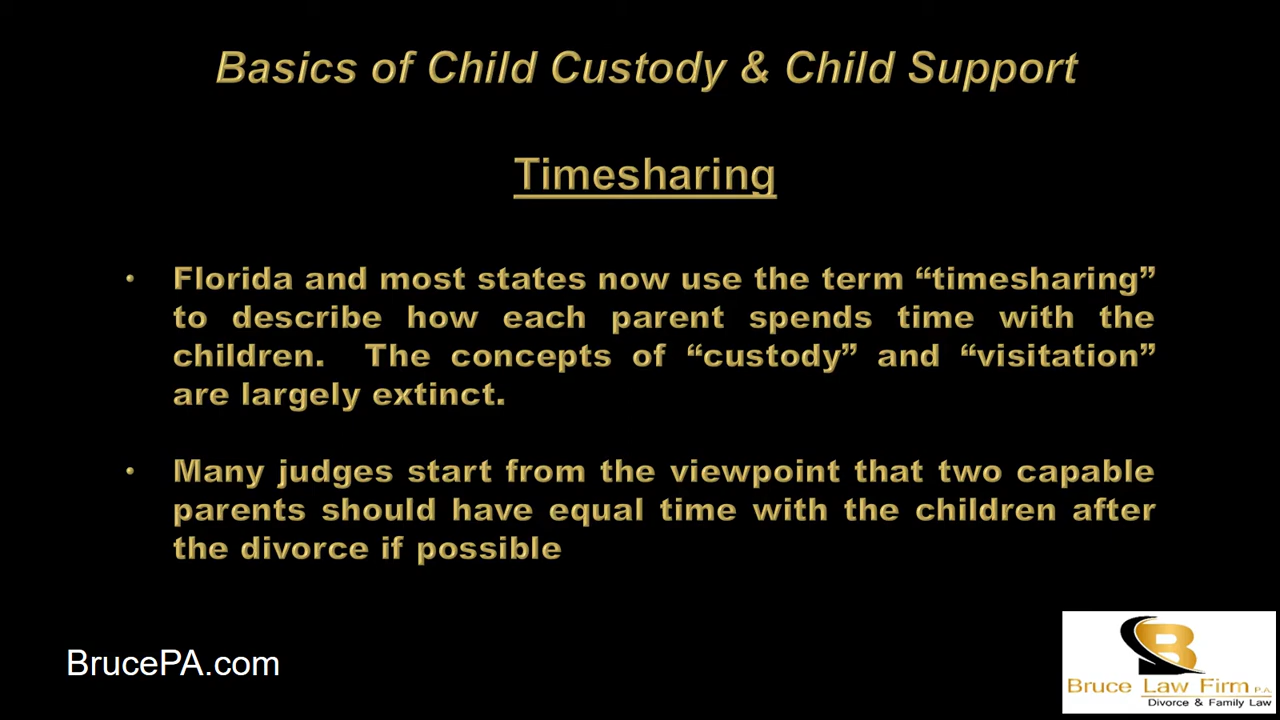 Basics of Child Custody & Child Support
Timesharing
• Florida and most states now use the term “timesharing”
to describe how each parent spends time with the
children. The concepts of “custody” and “visitation”
are largely extinct.
• Many judges start from the viewpoint that two capable
parents should have equal time with the children after
the divorce if possible
BrucePA.com
B
Bruce Law Firm P.A.
Divorce & Family Law